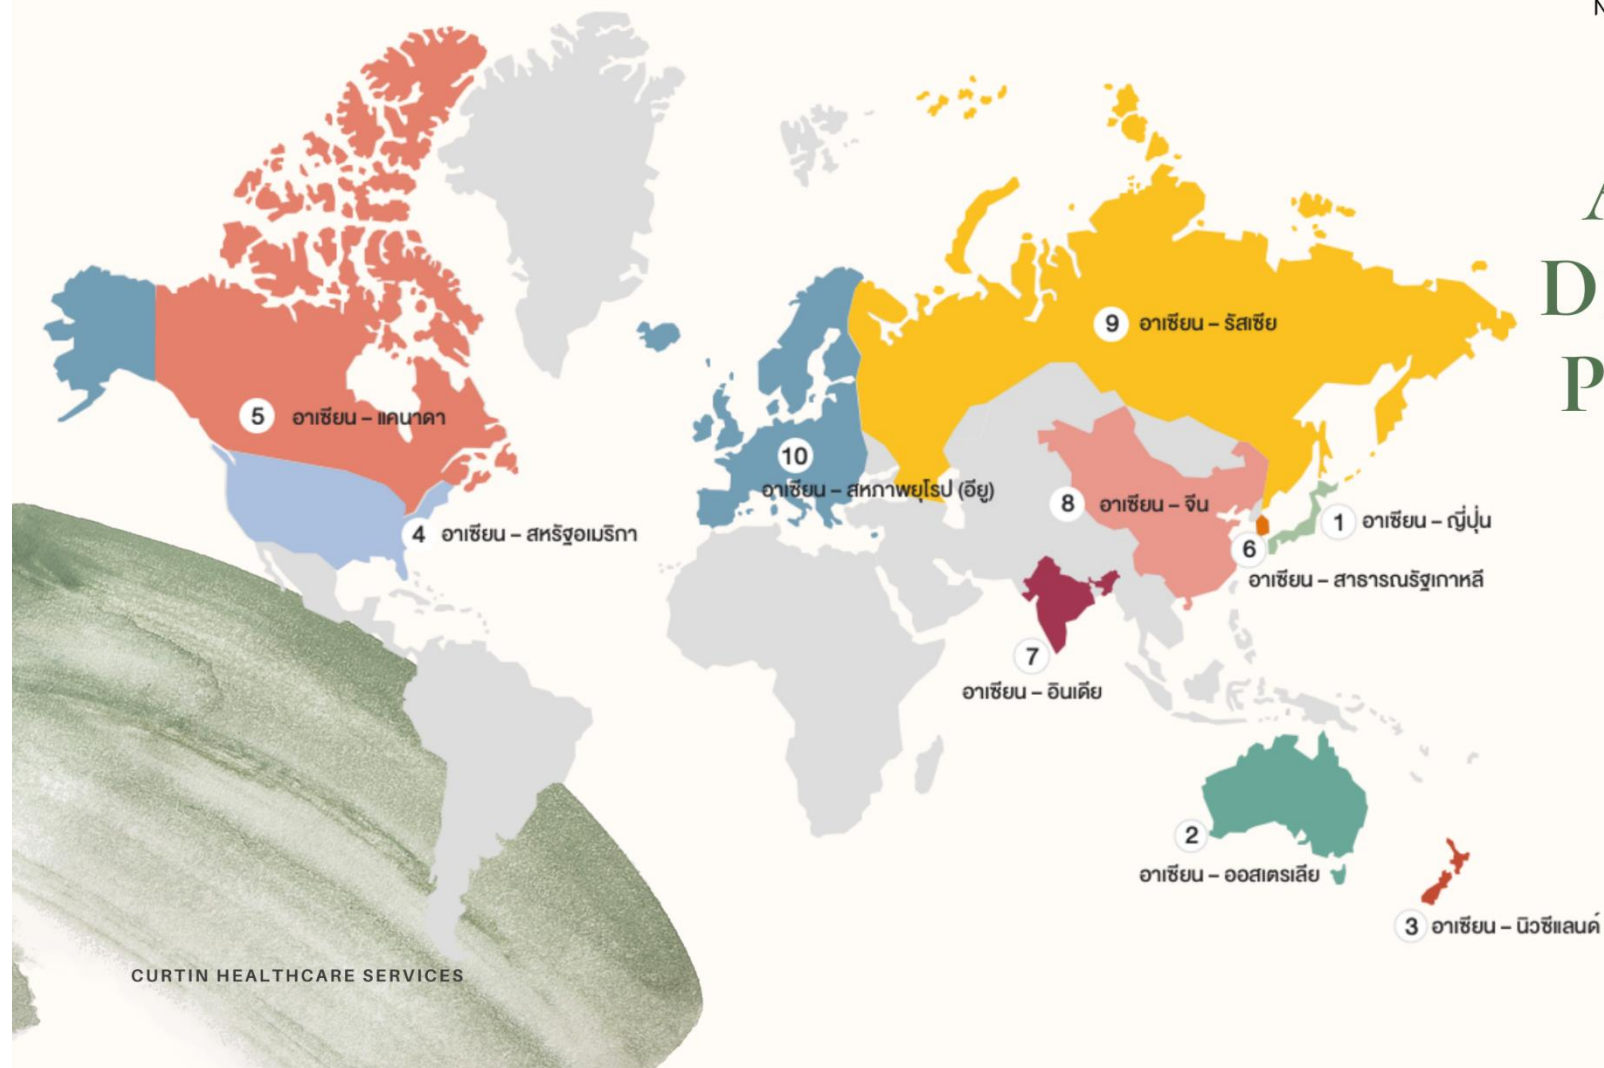 N
A
D
P
9 อาเซียน – รัสเซีย
5 อาเซียน – แคนาดา
10
อาเซียน – สหภาพยุโรป (อียู)
8 อาเซียน – จีน
4 อาเซียน – สหรัฐอเมริกา
1 อาเซียน – ญี่ปุ่น
6
อาเซียน – สาธารณรัฐเกาหลี
7
อาเซียน – อินเดีย
2
อาเซียน – ออสเตรเลีย
3 อาเซียน – นิวซีแลนด์
CURTIN HEALTHCARE SERVICES